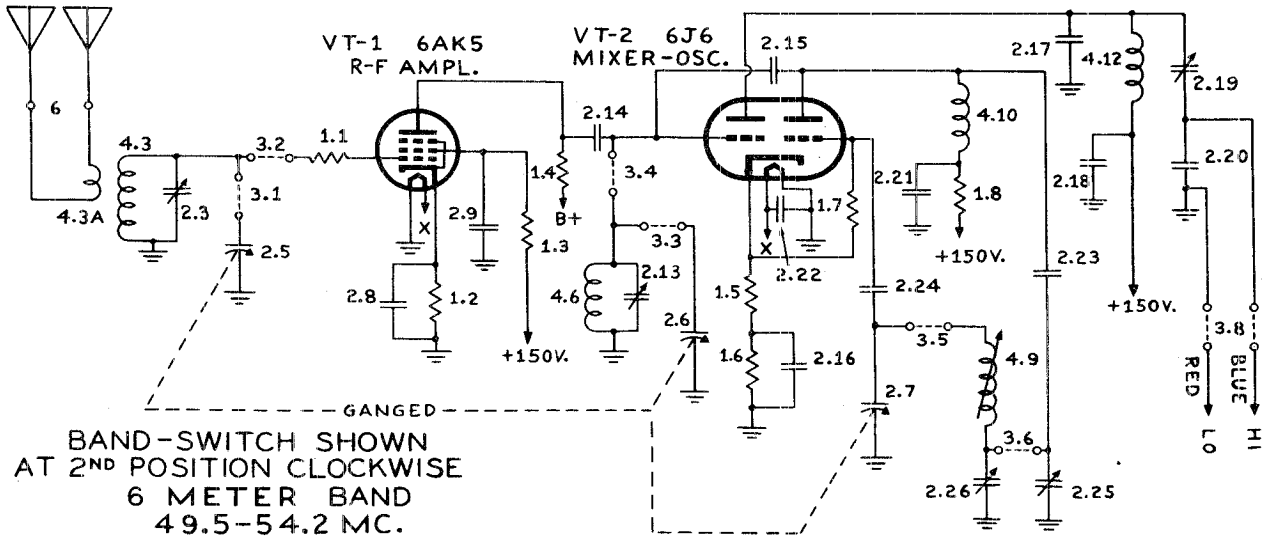 VT-1 6AK5
R-F AMPL.
VT-2 6J6
MIXER-OSC.
2.15
2.17
4.12
2.19
6
4.3
3.2
1.1
2.14
4.10
4.3A
2.3
3.1
X
2.9
1.4
B+
3.4
1.7
2.21
1.8
2.18
2.20
2.5
1.3
3.3
X
2.22
+150V.
2.23
2.8
1.2
4.6
2.13
2.6
1.5
2.24
+150V.
+150V.
1.6
2.16
2.7
3.5
4.9
3.8
RED
BLUE
LO
HI
GANGED
3.6
2.26
2.25
BAND-SWITCH SHOWN
AT 2ND POSITION CLOCKWISE
6 METER BAND
49.5-54.2 MC.